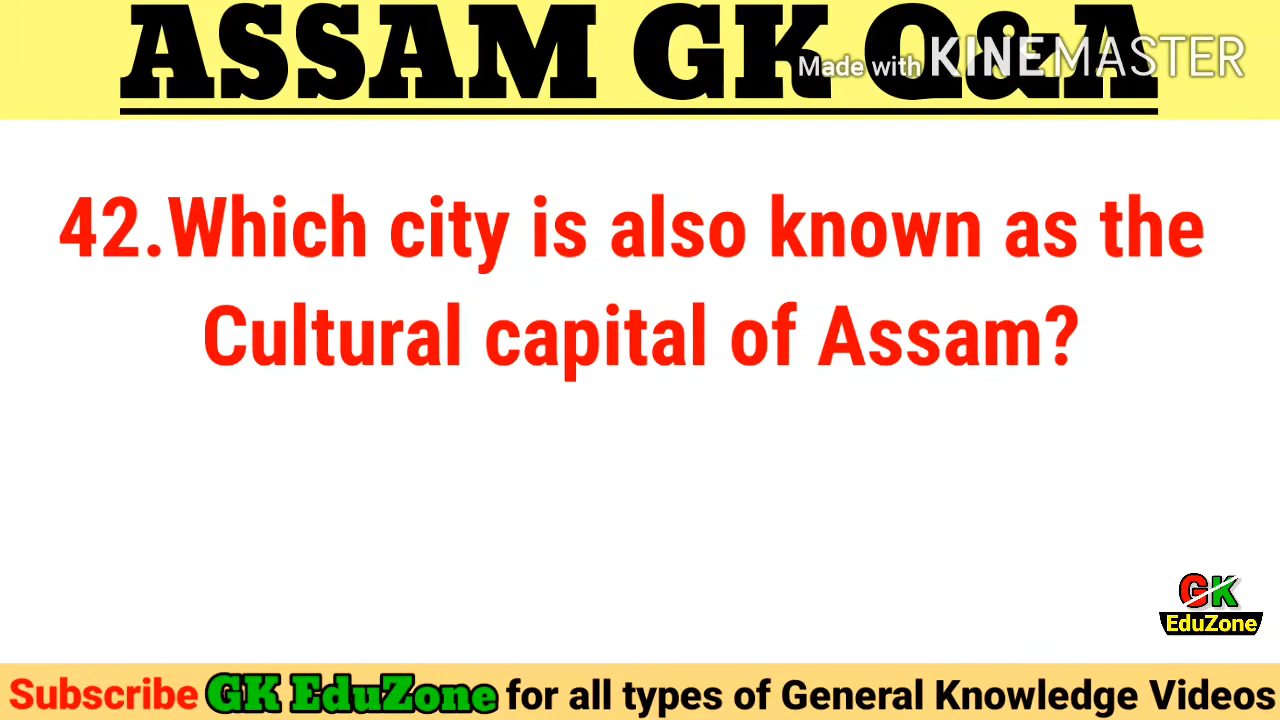 ASSAM GK Q&A
Made with KINEMASTER
42.Which city is also known as the
Cultural capital of Assam?
GK
EduZone
Subscribe GK EduZone for all types of General Knowledge Videos